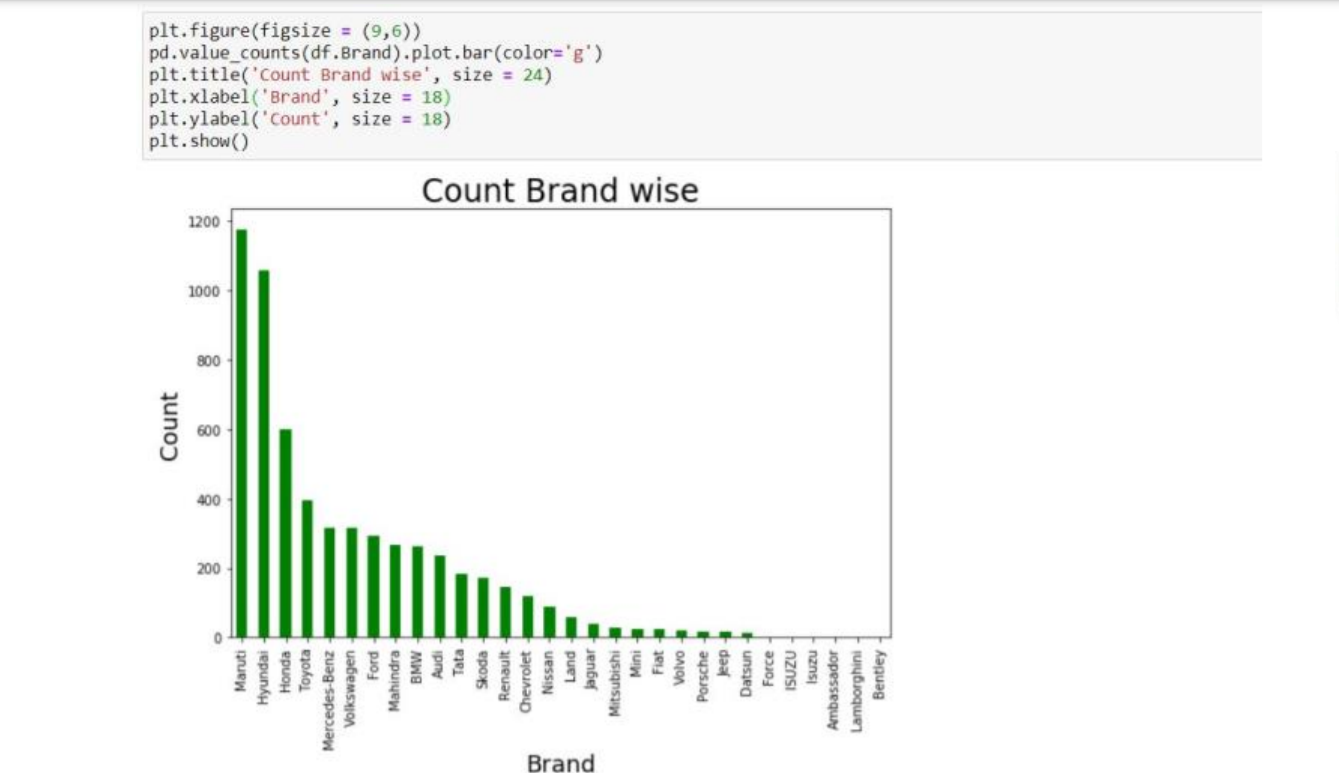 plt.figure(figsize = (9,6))
pd.value_counts(df.Brand).plot.bar(color='g')
plt.title('Count Brand wise', size = 24)
plt.xlabel('Brand', size = 18)
plt.ylabel('Count', size = 18)
plt.show()
Count Brand wise
1200
1000
800
600
400
200
0
Count
Maruti
Hyundai
Honda
Toyota
Mercedes-Benz
Volkswagen
Ford
Mahindra
BMW
Audi
Tata
Skoda
Renault
Chevrolet
Nissan
Land
Jaguar
Mitsubishi
Mini
Fiat
Volvo
Porsche
Jeep
Datsun
Force
ISUZU
Isuzu
Ambassador
Lamborghini
Bentley
Brand